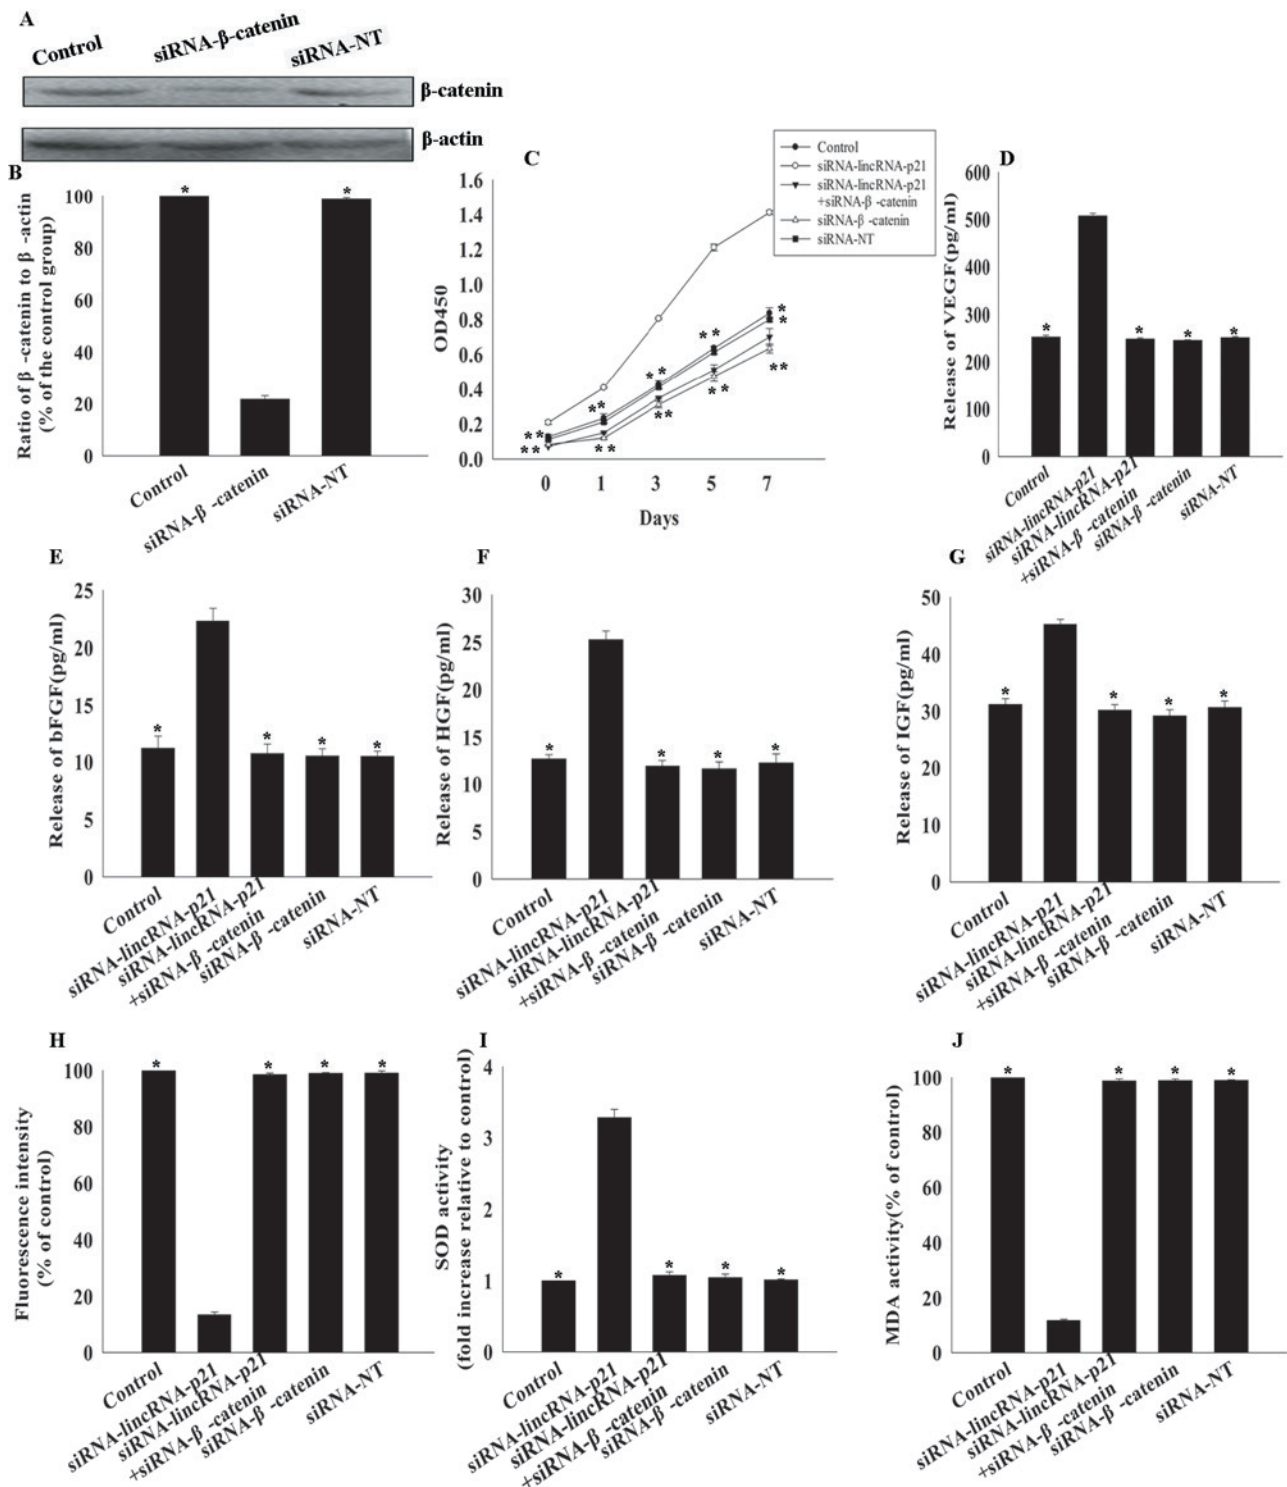 A
Control
siRNA-β-catenin
siRNA-NT
β-catenin
β-actin
B
Ratio of β -catenin to β -actin
(% of the control group)
100
80
60
40
20
0
*
*
Control
siRNA-β -catenin
siRNA-NT
C
Control
siRNA-lincRNA-p21
siRNA-lincRNA-p21
+siRNA-β -catenin
siRNA-β -catenin
siRNA-NT
OD450
1.6
1.4
1.2
1.0
0.8
0.6
0.4
0.2
0.0
**
**
**
**
**
**
**
**
*
*
**
0
1
3
5
7
Days
D
Release of VEGF(pg/ml)
600
500
400
300
200
100
0
*
*
*
*
Control
siRNA-lincRNA-p21
siRNA-lincRNA-p21
+siRNA-β -catenin
siRNA-β -catenin
siRNA-NT
E
Release of bFGF(pg/ml)
25
20
15
10
5
0
*
*
*
*
Control
siRNA-lincRNA-p21
siRNA-lincRNA-p21
+siRNA-β -catenin
siRNA-β -catenin
siRNA-NT
F
Release of HGF(pg/ml)
30
25
20
15
10
5
0
*
*
*
*
Control
siRNA-lincRNA-p21
siRNA-lincRNA-p21
+siRNA-β -catenin
siRNA-β -catenin
siRNA-NT
G
Release of IGF(pg/ml)
50
40
30
20
10
0
*
*
*
*
Control
siRNA-lincRNA-p21
siRNA-lincRNA-p21
+siRNA-β -catenin
siRNA-β -catenin
siRNA-NT
H
Fluorescence intensity
(% of control)
100
80
60
40
20
0
*
*
*
*
Control
siRNA-lincRNA-p21
siRNA-lincRNA-p21
+siRNA-β -catenin
siRNA-β -catenin
siRNA-NT
I
SOD activity
(fold increase relative to control)
4
3
2
1
0
*
*
*
*
Control
siRNA-lincRNA-p21
siRNA-lincRNA-p21
+siRNA-β -catenin
siRNA-β -catenin
siRNA-NT
J
MDA activity(% of control)
100
80
60
40
20
0
*
*
*
*
Control
siRNA-lincRNA-p21
siRNA-lincRNA-p21
+siRNA-β -catenin
siRNA-β -catenin
siRNA-NT